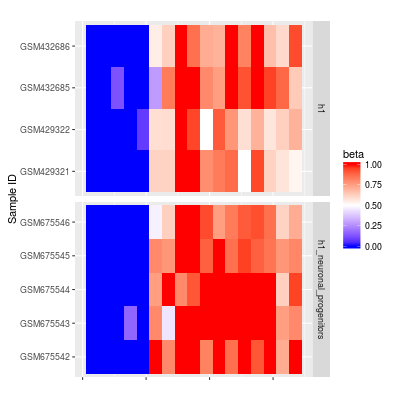 GSM432686
GSM432685
GSM429322
GSM429321
h1
GSM675546
GSM675545
GSM675544
GSM675543
GSM675542
h1_neuronal_progenitors
Sample ID
beta
1.00
0.75
0.50
0.25
0.00